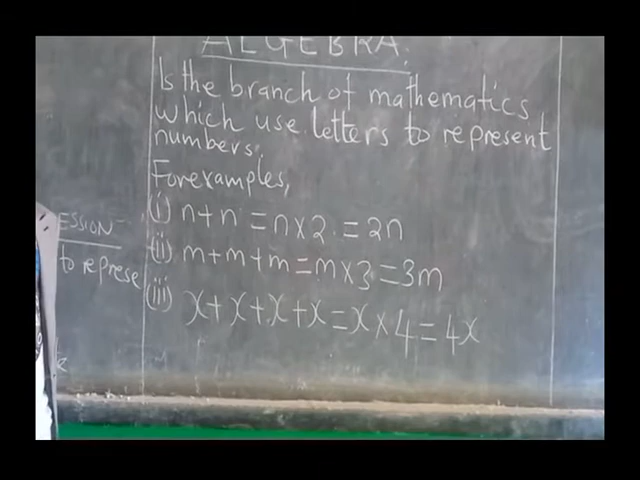 ALGEBRA.
Is the branch of mathematics
which use letters to represent
numbers.
For examples,
(i) n+n = n×2 = 2n
(ii) m+m+m = m×3 = 3m
(iii) x+x+x+x = x×4 = 4x
ESSION
to represe